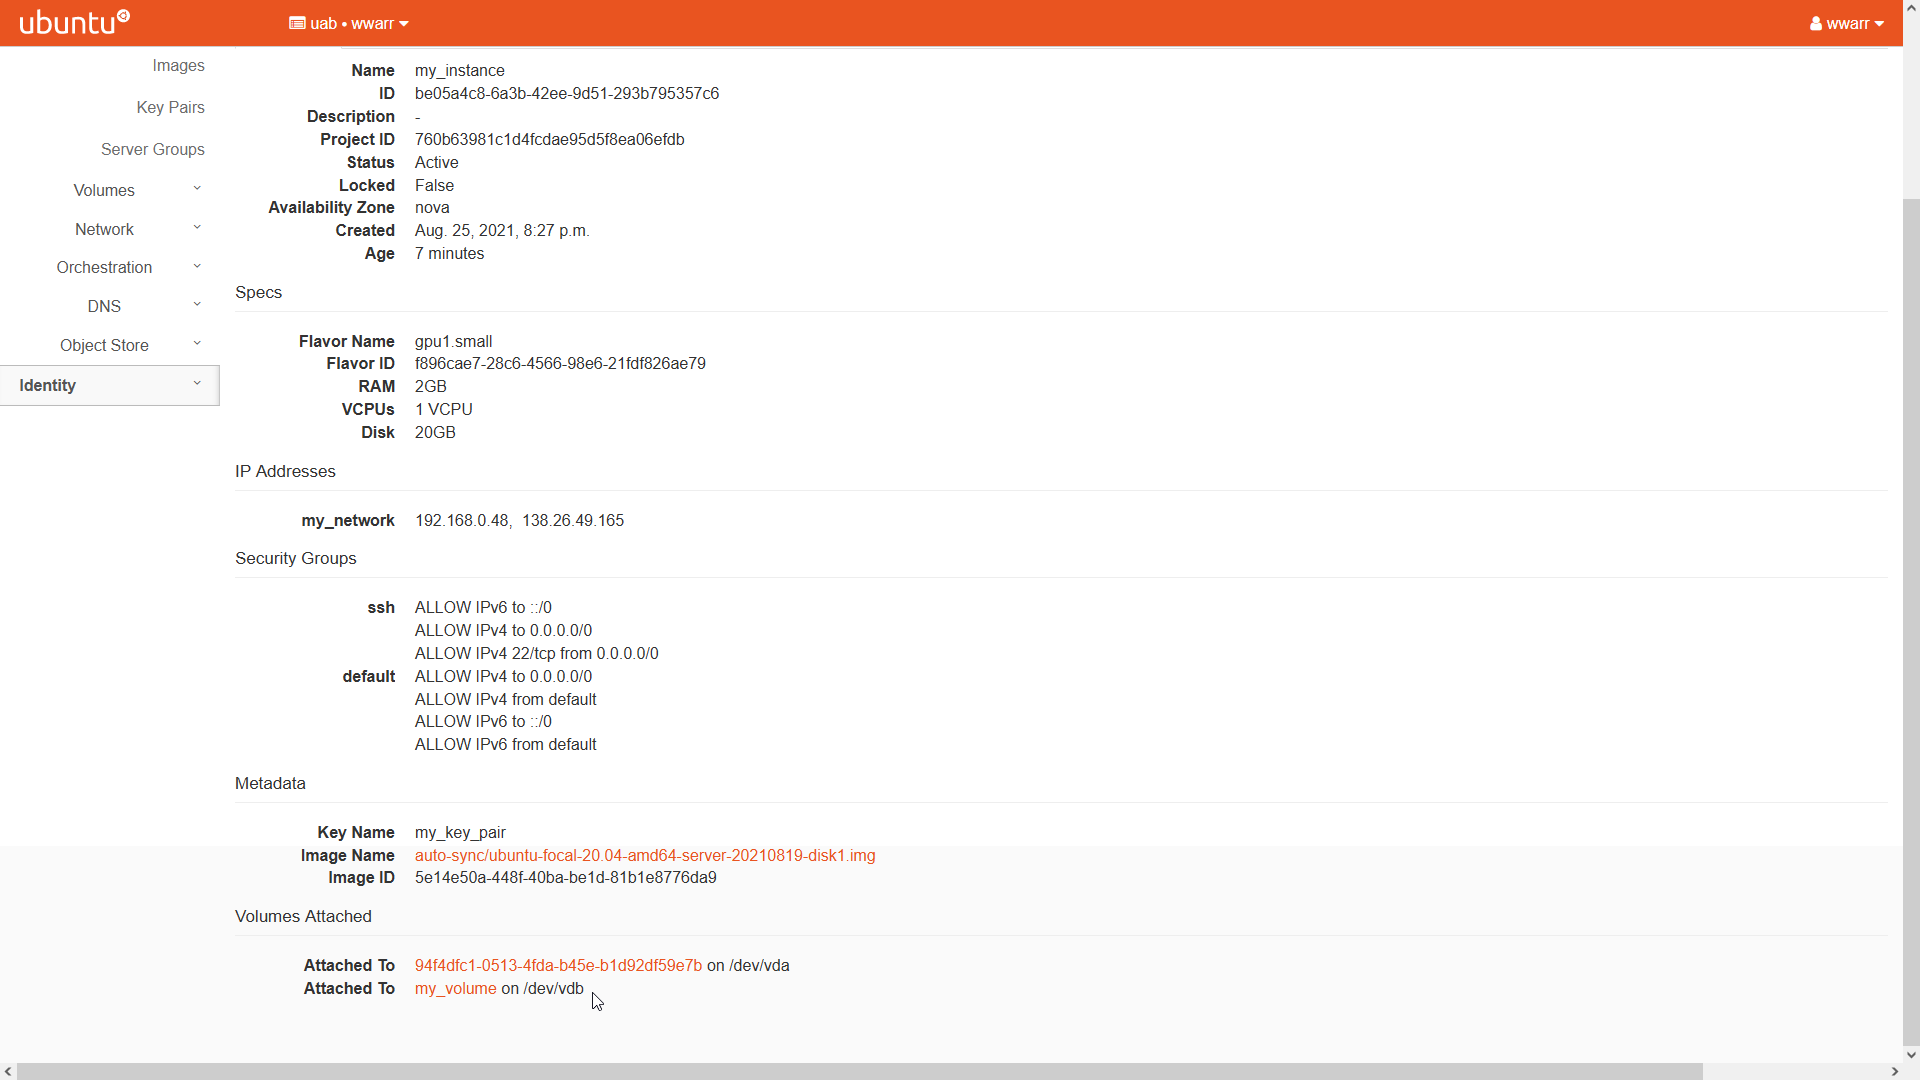 ubuntu
uab • wwarr
wwarr
Images
Key Pairs
Server Groups
Volumes
Network
Orchestration
DNS
Object Store
Identity
Name my_instance
ID be05a4c8-6a3b-42ee-9d51-293b795357c6
Description -
Project ID 760b63981c1d4fcdae95d5f8ea06efdb
Status Active
Locked False
Availability Zone nova
Created Aug. 25, 2021, 8:27 p.m.
Age 7 minutes
Specs
Flavor Name gpu1.small
Flavor ID f896cae7-28c6-4566-98e6-21fdf826ae79
RAM 2GB
VCPUs 1 VCPU
Disk 20GB
IP Addresses
my_network 192.168.0.48, 138.26.49.165
Security Groups
ssh ALLOW IPv6 to ::/0
ALLOW IPv4 to 0.0.0.0/0
ALLOW IPv4 22/tcp from 0.0.0.0/0
default ALLOW IPv4 to 0.0.0.0/0
ALLOW IPv4 from default
ALLOW IPv6 to ::/0
ALLOW IPv6 from default
Metadata
Key Name my_key_pair
Image Name auto-sync/ubuntu-focal-20.04-amd64-server-20210819-disk1.img
Image ID 5e14e50a-448f-40ba-be1d-81b1e8776da9
Volumes Attached
Attached To 94f4dfc1-0513-4fda-b45e-b1d92df59e7b on /dev/vda
Attached To my_volume on /dev/vdb